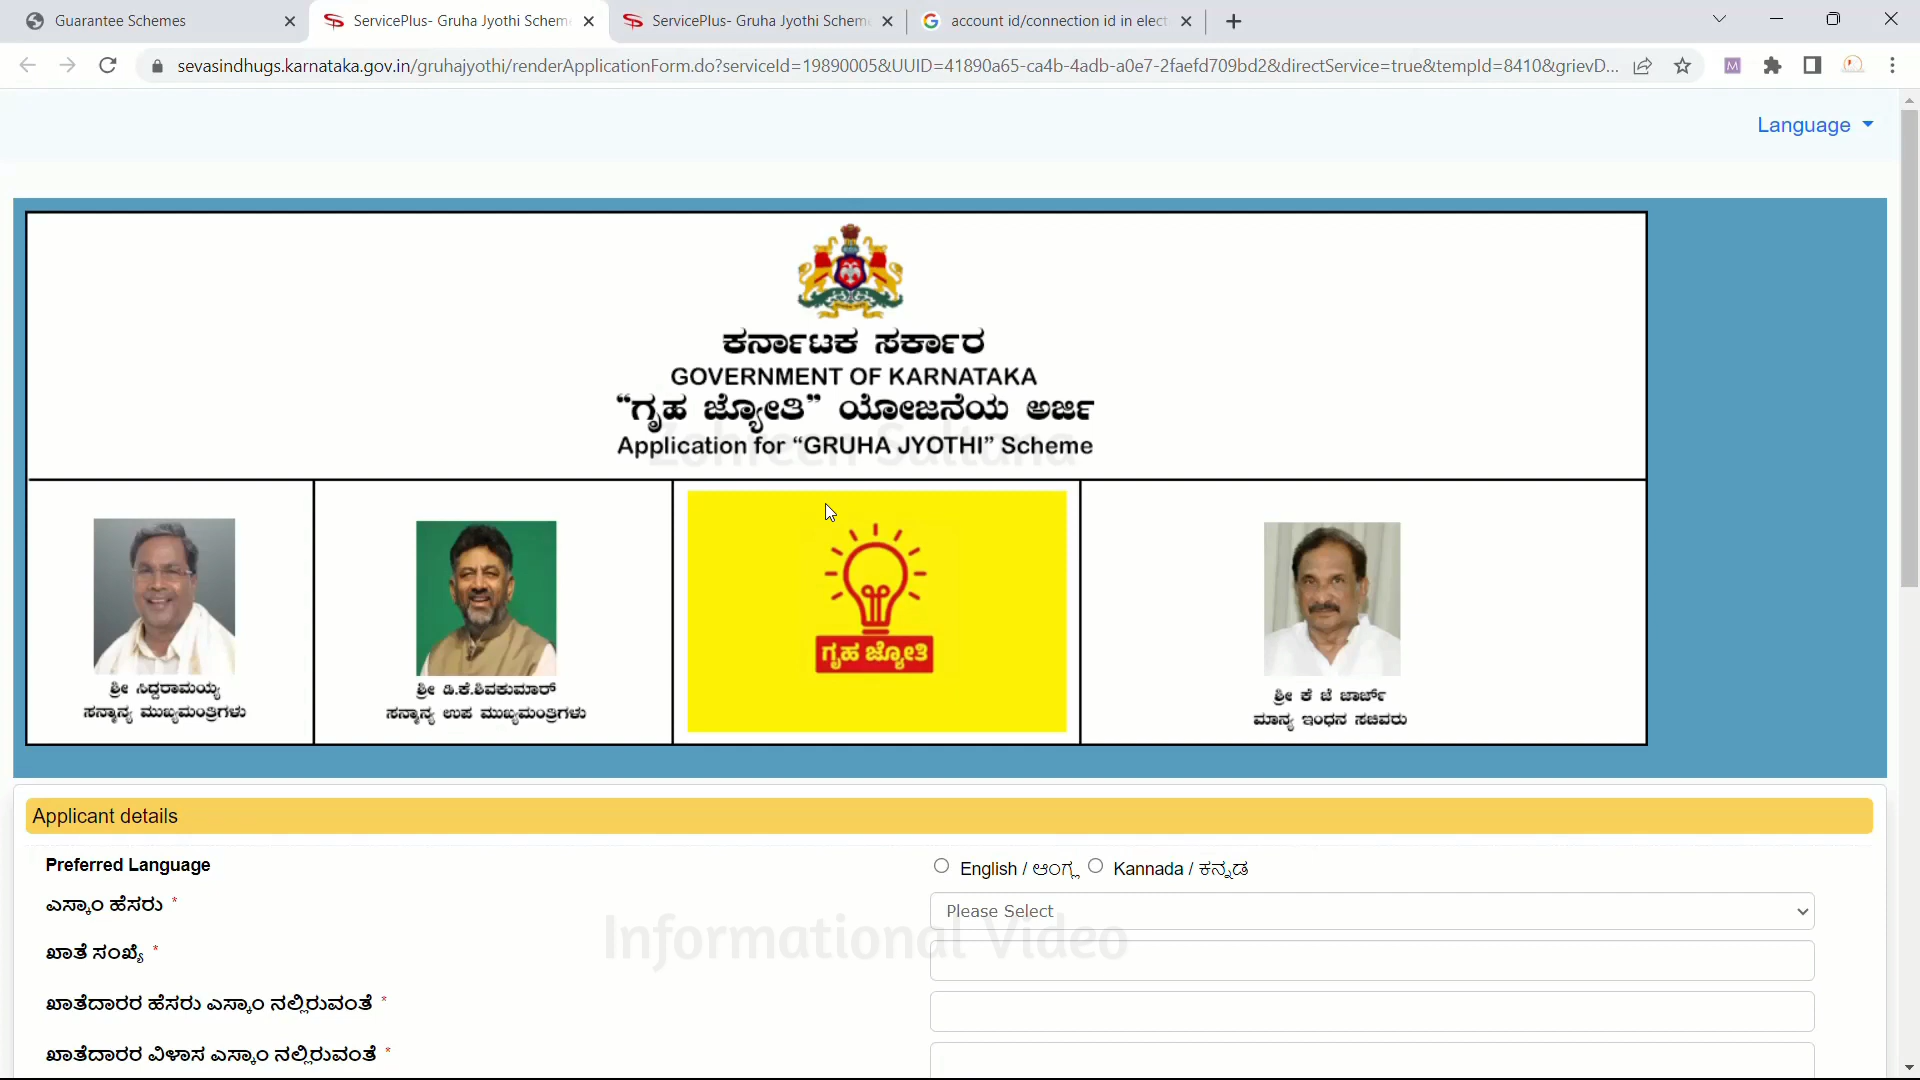 Guarantee Schemes
ServicePlus- Gruha Jyothi Schem
ServicePlus- Gruha Jyothi Schem
account id/connection id in elect
sevasindhugs.karnataka.gov.in/gruhajyothi/renderApplicationForm.do?serviceId=19890005&UUID=41890a65-ca4b-4adb-a0e7-2faefd709bd2&directService=true&tempId=8410&grievD...
Language
ಕರ್ನಾಟಕ ಸರ್ಕಾರ
GOVERNMENT OF KARNATAKA
“ಗೃಹ ಜ್ಯೋತಿ” ಯೋಜನೆಯ ಅರ್ಜಿ
Application for “GRUHA JYOTHI” Scheme
Zohreen Sultana
ಗೃಹ ಜ್ಯೋತಿ
ಶ್ರೀ ಸಿದ್ದರಾಮಯ್ಯ
ಸನ್ಮಾನ್ಯ ಮುಖ್ಯಮಂತ್ರಿಗಳು
ಶ್ರೀ ಡಿ.ಕೆ.ಶಿವಕುಮಾರ್
ಸನ್ಮಾನ್ಯ ಉಪ ಮುಖ್ಯಮಂತ್ರಿಗಳು
ಶ್ರೀ ಕೆ ಜೆ ಜಾರ್ಜ್
ಮಾನ್ಯ ಇಂಧನ ಸಚಿವರು
Applicant details
Preferred Language
English / ಆಂಗ್ಲ Kannada / ಕನ್ನಡ
ಎಸ್ಕಾಂ ಹೆಸರು *
Please Select
Informational Video
ಖಾತೆ ಸಂಖ್ಯೆ *
ಖಾತೆದಾರರ ಹೆಸರು ಎಸ್ಕಾಂ ನಲ್ಲಿರುವಂತೆ *
ಖಾತೆದಾರರ ವಿಳಾಸ ಎಸ್ಕಾಂ ನಲ್ಲಿರುವಂತೆ *